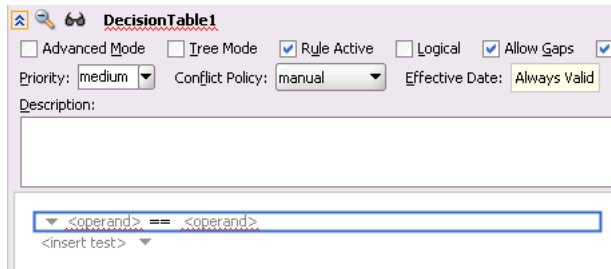 DecisionTable1
Advanced Mode Tree Mode Rule Active Logical Allow Gaps
Priority: medium Conflict Policy: manual Effective Date: Always Valid
Description:
<operand> == <operand>
<insert test>